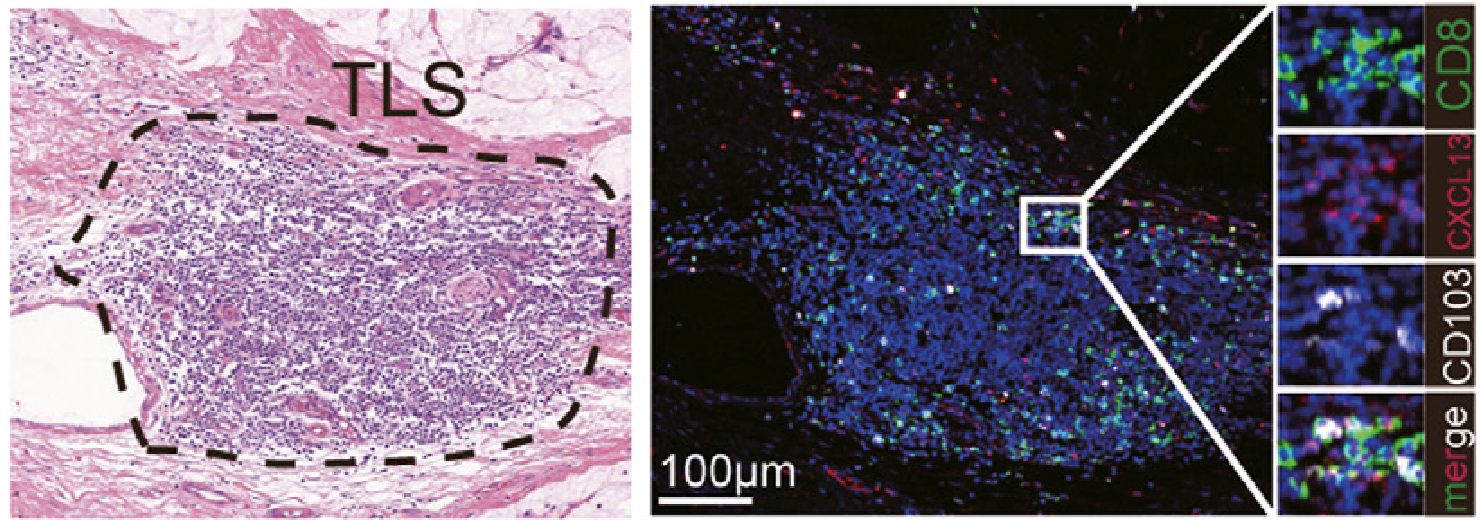 TLS
100μm
CD8
CXCL13
CD103
merge